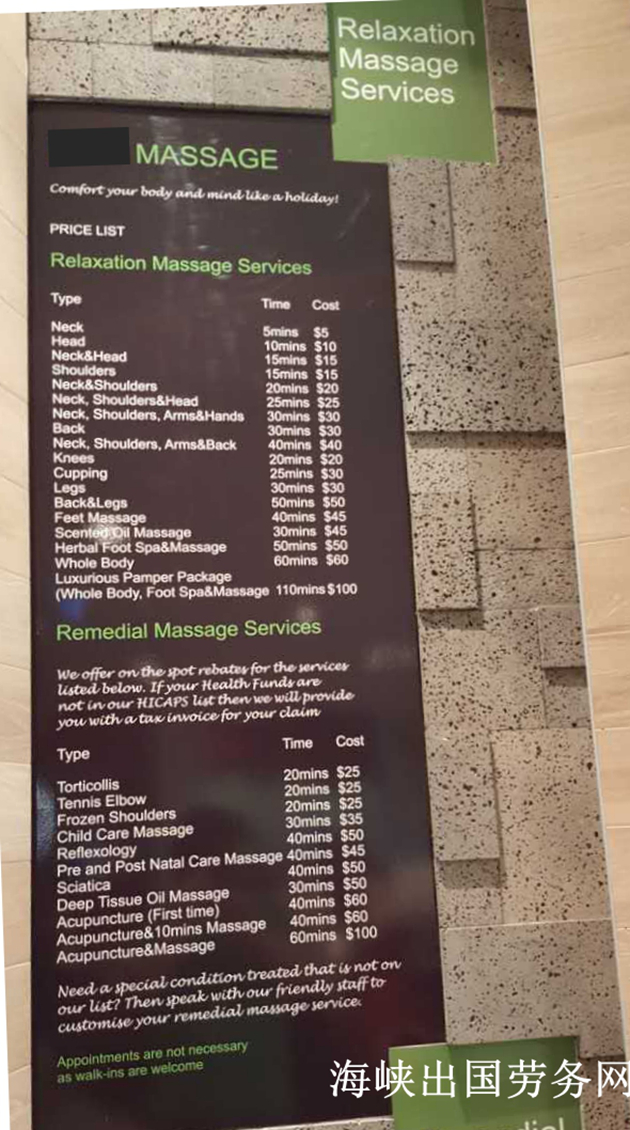 Relaxation
Massage
Services
MASSAGE
Comfort your body and mind like a holiday!
PRICE LIST
Relaxation Massage Services
Type Time Cost
Neck 5mins $5
Head 10mins $10
Neck&Head 15mins $15
Shoulders 15mins $15
Neck&Shoulders 20mins $20
Neck, Shoulders&Head 25mins $25
Neck, Shoulders, Arms&Hands 30mins $30
Back 30mins $30
Neck, Shoulders, Arms&Back 40mins $40
Knees 20mins $20
Cupping 25mins $30
Legs 30mins $30
Back&Legs 50mins $50
Feet Massage 40mins $45
Scented Oil Massage 30mins $45
Herbal Foot Spa&Massage 50mins $50
Whole Body 60mins $60
Luxurious Pamper Package
(Whole Body, Foot Spa&Massage 110mins $100
Remedial Massage Services
We offer on the spot rebates for the services
listed below. If your Health Funds are
not in our HICAPS list then we will provide
you with a tax invoice for your claim
Type Time Cost
Torticollis 20mins $25
Tennis Elbow 20mins $25
Frozen Shoulders 20mins $25
Child Care Massage 30mins $35
Reflexology 40mins $50
Pre and Post Natal Care Massage 40mins $45
Sciatica 40mins $50
Deep Tissue Oil Massage 30mins $50
Acupuncture (First time) 40mins $60
Acupuncture&10mins Massage 40mins $60
Acupuncture&Massage 60mins $100
Need a special condition treated that is not on
our list? Then speak with our friendly staff to
customise your remedial massage service.
Appointments are not necessary
as walk-ins are welcome
海峡出国劳务网